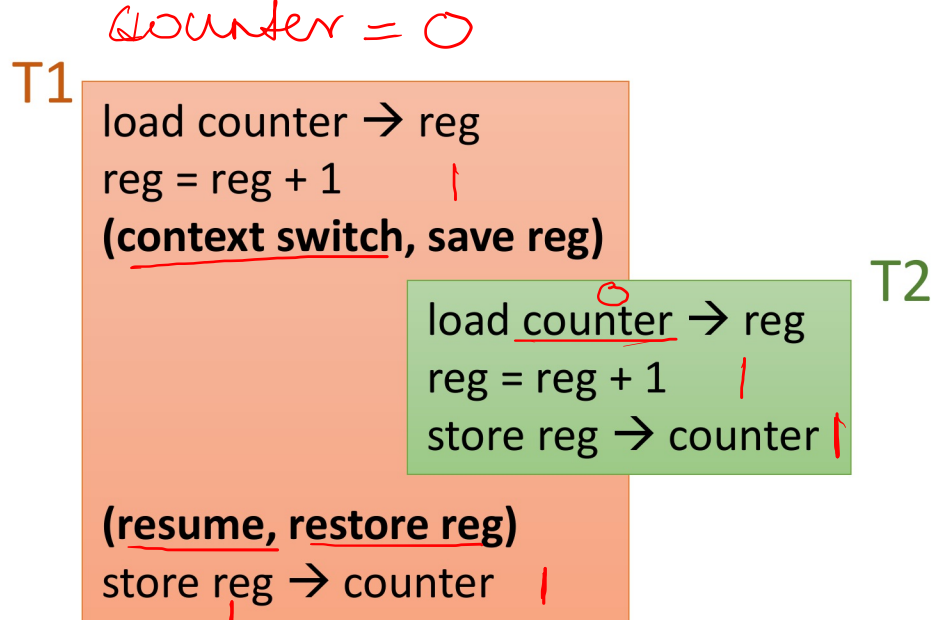 counter = 0
T1
load counter → reg
reg = reg + 1 1
(context switch, save reg)
T2
0
load counter → reg
reg = reg + 1 1
store reg → counter 1
(resume, restore reg)
store reg → counter 1
1